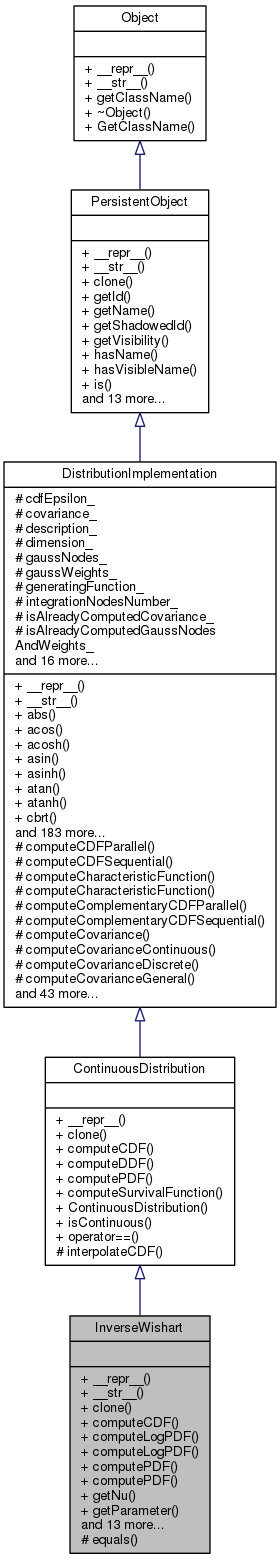 Object
+ __repr__()
+ __str__()
+ getClassName()
+ ~Object()
+ GetClassName()
PersistentObject
+ __repr__()
+ __str__()
+ clone()
+ getId()
+ getName()
+ getShadowedId()
+ getVisibility()
+ hasName()
+ hasVisibleName()
+ is()
and 13 more...
DistributionImplementation
# cdfEpsilon_
# covariance_
# description_
# dimension_
# gaussNodes_
# gaussWeights_
# generatingFunction_
# integrationNodesNumber_
# isAlreadyComputedCovariance_
# isAlreadyComputedGaussNodes
AndWeights_
and 16 more...
+ __repr__()
+ __str__()
+ abs()
+ acos()
+ acosh()
+ asin()
+ asinh()
+ atan()
+ atanh()
+ cbrt()
and 183 more...
# computeCDFParallel()
# computeCDFSequential()
# computeCharacteristicFunction()
# computeCharacteristicFunction()
# computeComplementaryCDFParallel()
# computeComplementaryCDFSequential()
# computeCovariance()
# computeCovarianceContinuous()
# computeCovarianceDiscrete()
# computeCovarianceGeneral()
and 43 more...
ContinuousDistribution
+ __repr__()
+ clone()
+ computeCDF()
+ computeDDF()
+ computePDF()
+ computeSurvivalFunction()
+ ContinuousDistribution()
+ isContinuous()
+ operator==()
# interpolateCDF()
InverseWishart
+ __repr__()
+ __str__()
+ clone()
+ computeCDF()
+ computeLogPDF()
+ computeLogPDF()
+ computePDF()
+ computePDF()
+ getNu()
+ getParameter()
and 13 more...
# equals()